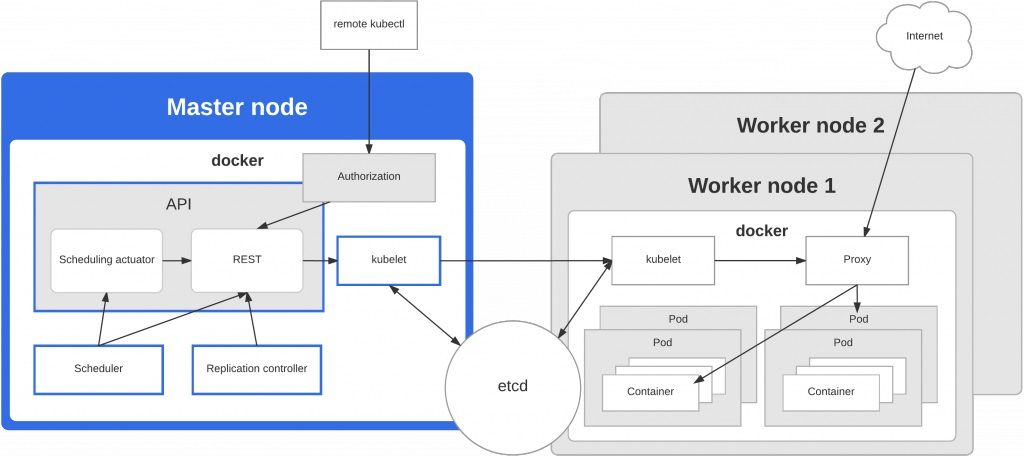 remote kubectl
Internet
Master node
docker
Authorization
API
Scheduling actuator
REST
kubelet
Scheduler
Replication controller
etcd
Worker node 2
Worker node 1
docker
kubelet
Proxy
Pod
Pod
Container
Pod
Pod
Container